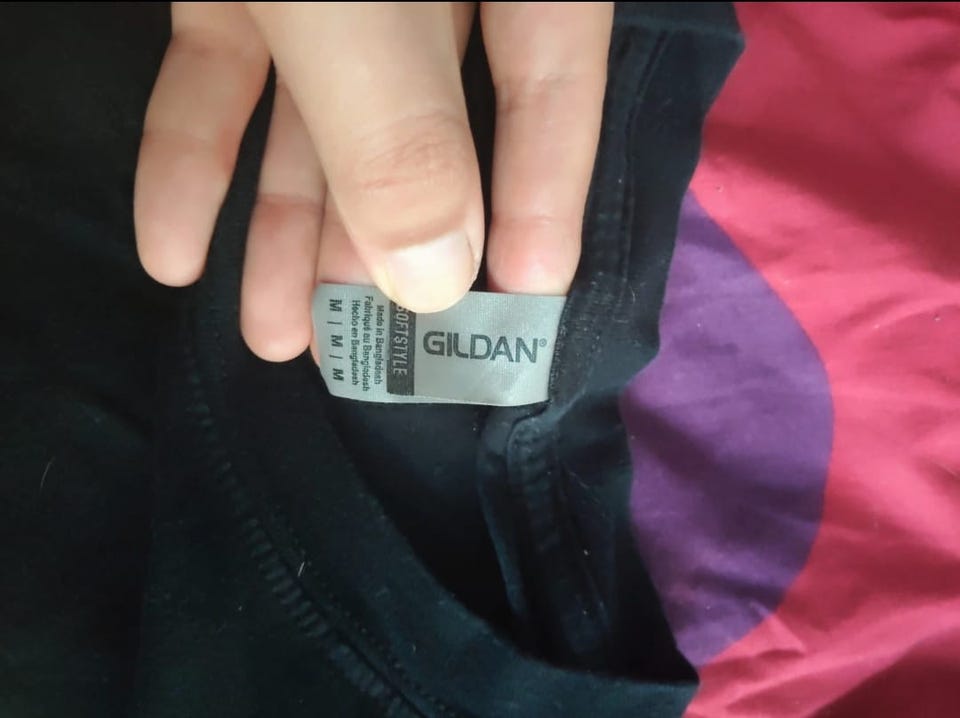 GILDAN®
SOFTSTYLE
Made in Bangladesh
Fabriqué au Bangladesh
Hecho en Bangladesh
M | M | M